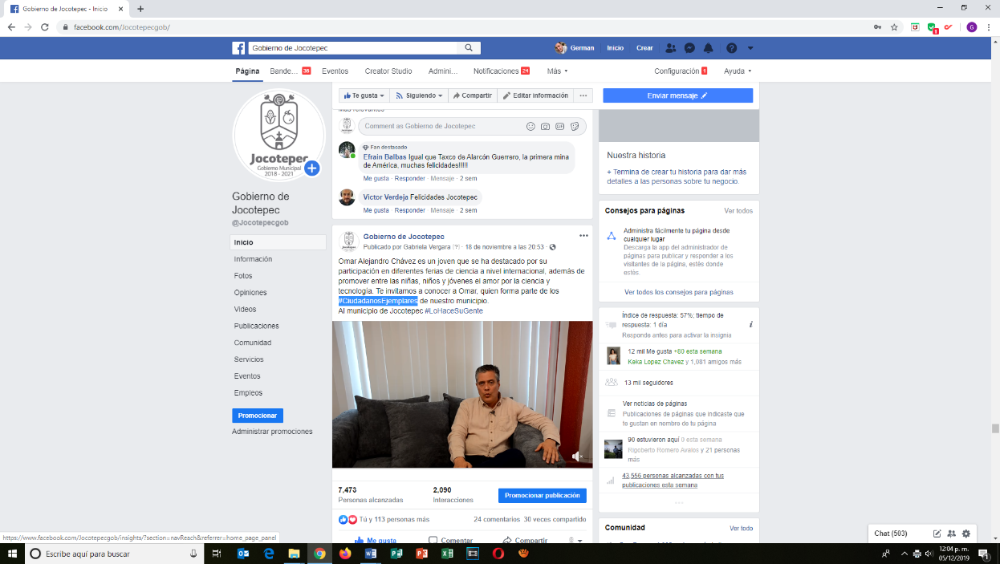 Gobierno de Jocotepec - Inicio
facebook.com/Jocotepecgob/
Gobierno de Jocotepec
German Inicio Crear
Página Bande... 36 Eventos Creator Studio Admini... Notificaciones 24 Más Configuración 1 Ayuda
Te gusta Siguiendo Compartir Editar información ...
Enviar mensaje
Jocotepec
Gobierno Municipal
2018 - 2021
Gobierno de
Jocotepec
@Jocotepecgob
Inicio
Información
Fotos
Opiniones
Videos
Publicaciones
Comunidad
Servicios
Eventos
Empleos
Promocionar
Administrar promociones
Más relevantes
Comment as Gobierno de Jocotepec
Fan destacado
Efrain Balbas Igual que Taxco de Alarcón Guerrero, la primera mina
de América, muchas felicidades!!!!!
Me gusta · Responder · Mensaje · 2 sem
Victor Verdeja Felicidades Jocotepec
Me gusta · Responder · Mensaje · 2 sem
Gobierno de Jocotepec
Publicado por Gabriela Vergara [?] · 18 de noviembre a las 20:53 ·
Omar Alejandro Chávez es un joven que se ha destacado por su
participación en diferentes ferias de ciencia a nivel internacional, además de
promover entre las niñas, niños y jóvenes el amor por la ciencia y
tecnología. Te invitamos a conocer a Omar, quien forma parte de los
#CiudadanosEjemplares de nuestro municipio.
Al municipio de Jocotepec #LoHaceSuGente
7,473
Personas alcanzadas
2,090
Interacciones
Promocionar publicación
Tú y 113 personas más
24 comentarios 30 veces compartido
Me gusta Comentar Compartir
Nuestra historia
+ Termina de crear tu historia para dar más
detalles a las personas sobre tu negocio.
Consejos para páginas Ver todos
Administra fácilmente tu página desde
cualquier lugar
Descarga la app del administrador de
páginas para publicar y responder a los
visitantes de la página, estés donde
estés.
Ver todos los consejos para páginas
Índice de respuesta: 57%; tiempo de
respuesta: 1 día
Responde antes para activar la insignia
12 mil Me gusta +80 esta semana
Keka Lopez Chavez y 1,081 amigos más
13 mil seguidores
Ver noticias de páginas
Publicaciones de páginas que indicaste que
te gustan en nombre de tu página
90 estuvieron aquí 0 esta semana
Rigoberto Romero Avales y 21 personas
más
43,556 personas alcanzadas con tus
publicaciones esta semana
Comunidad Ver todo
Chat (503)
https://www.facebook.com/Jocotepecgob/insights/?section=navReach&referrer=home_page_panel
Escribe aquí para buscar
12:04 p. m.
05/12/2019